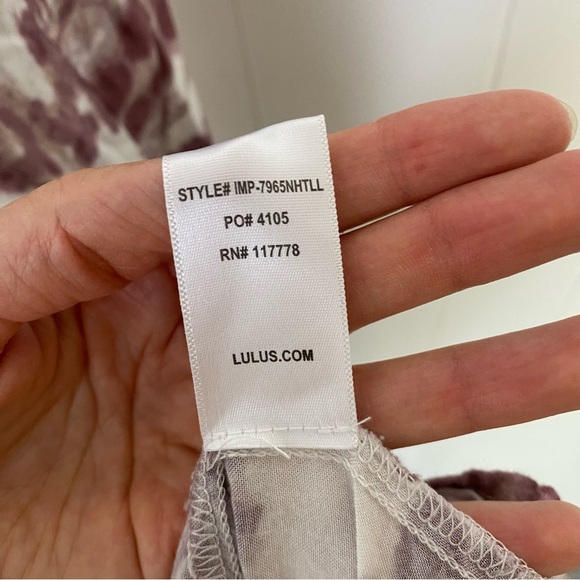 STYLE# IMP-7965NHTLL
PO# 4105
RN# 117778
LULUS.COM